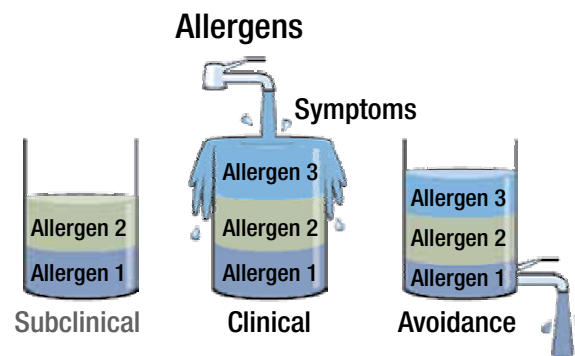 Allergens
Symptoms
Allergen 2
Allergen 1
Subclinical
Allergen 3
Allergen 2
Allergen 1
Clinical
Allergen 3
Allergen 2
Allergen 1
Avoidance